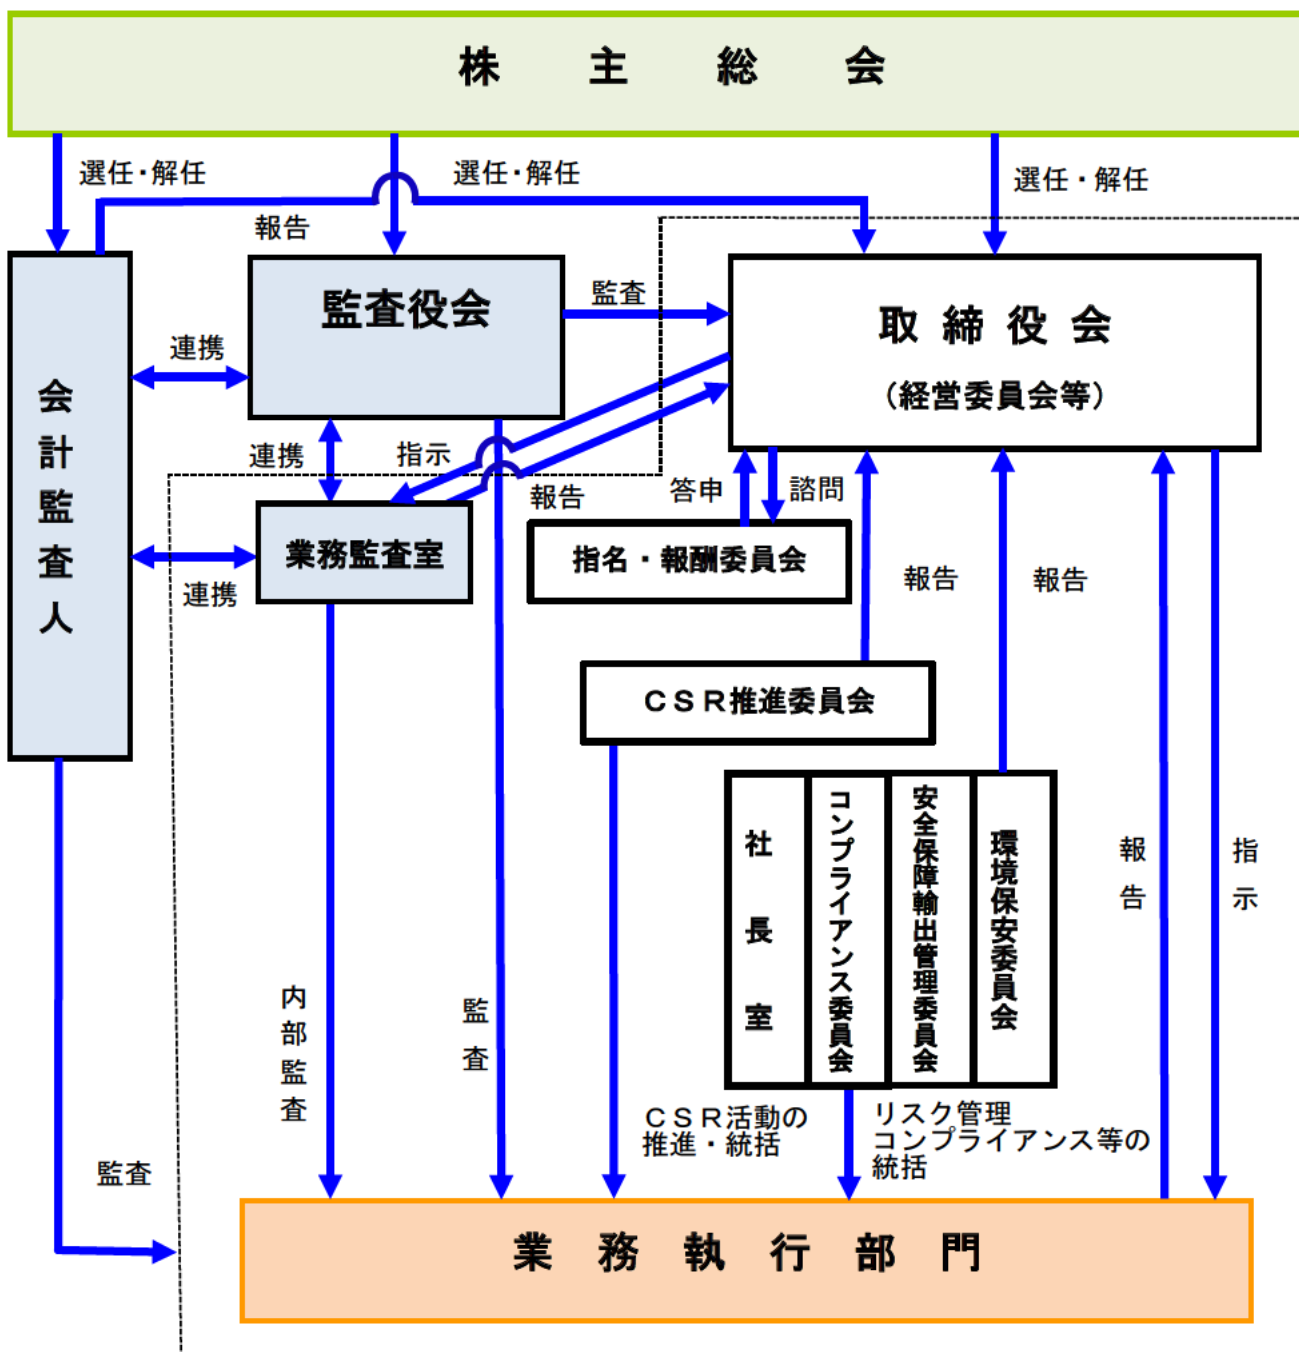 株主総会
選任・解任
選任・解任
選任・解任
報告
監査役会
監査
取締役会
（経営委員会等）
連携
会計監査人
連携
指示
報告
答申
諮問
業務監査室
連携
指名・報酬委員会
報告
報告
ＣＳＲ推進委員会
社長室
コンプライアンス委員会
安全保障輸出管理委員会
環境保安委員会
報告
指示
内部監査
監査
ＣＳＲ活動の
推進・統括
リスク管理
コンプライアンス等の
統括
監査
業務執行部門